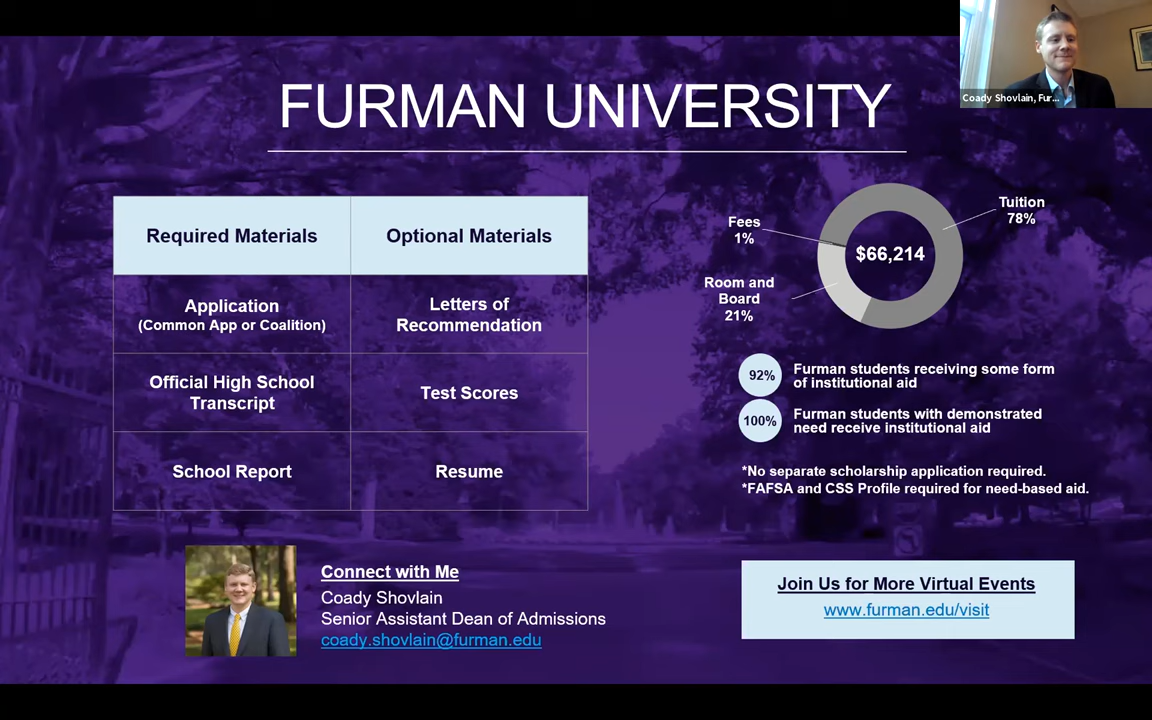 Coady Shovlain, Fur...
FURMAN UNIVERSITY
Required Materials
Optional Materials
Application
(Common App or Coalition)
Letters of
Recommendation
Official High School
Transcript
Test Scores
School Report
Resume
Fees
1%
Tuition
78%
$66,214
Room and
Board
21%
92%
Furman students receiving some form
of institutional aid
100%
Furman students with demonstrated
need receive institutional aid
*No separate scholarship application required.
*FAFSA and CSS Profile required for need-based aid.
Connect with Me
Coady Shovlain
Senior Assistant Dean of Admissions
coady.shovlain@furman.edu
Join Us for More Virtual Events
www.furman.edu/visit